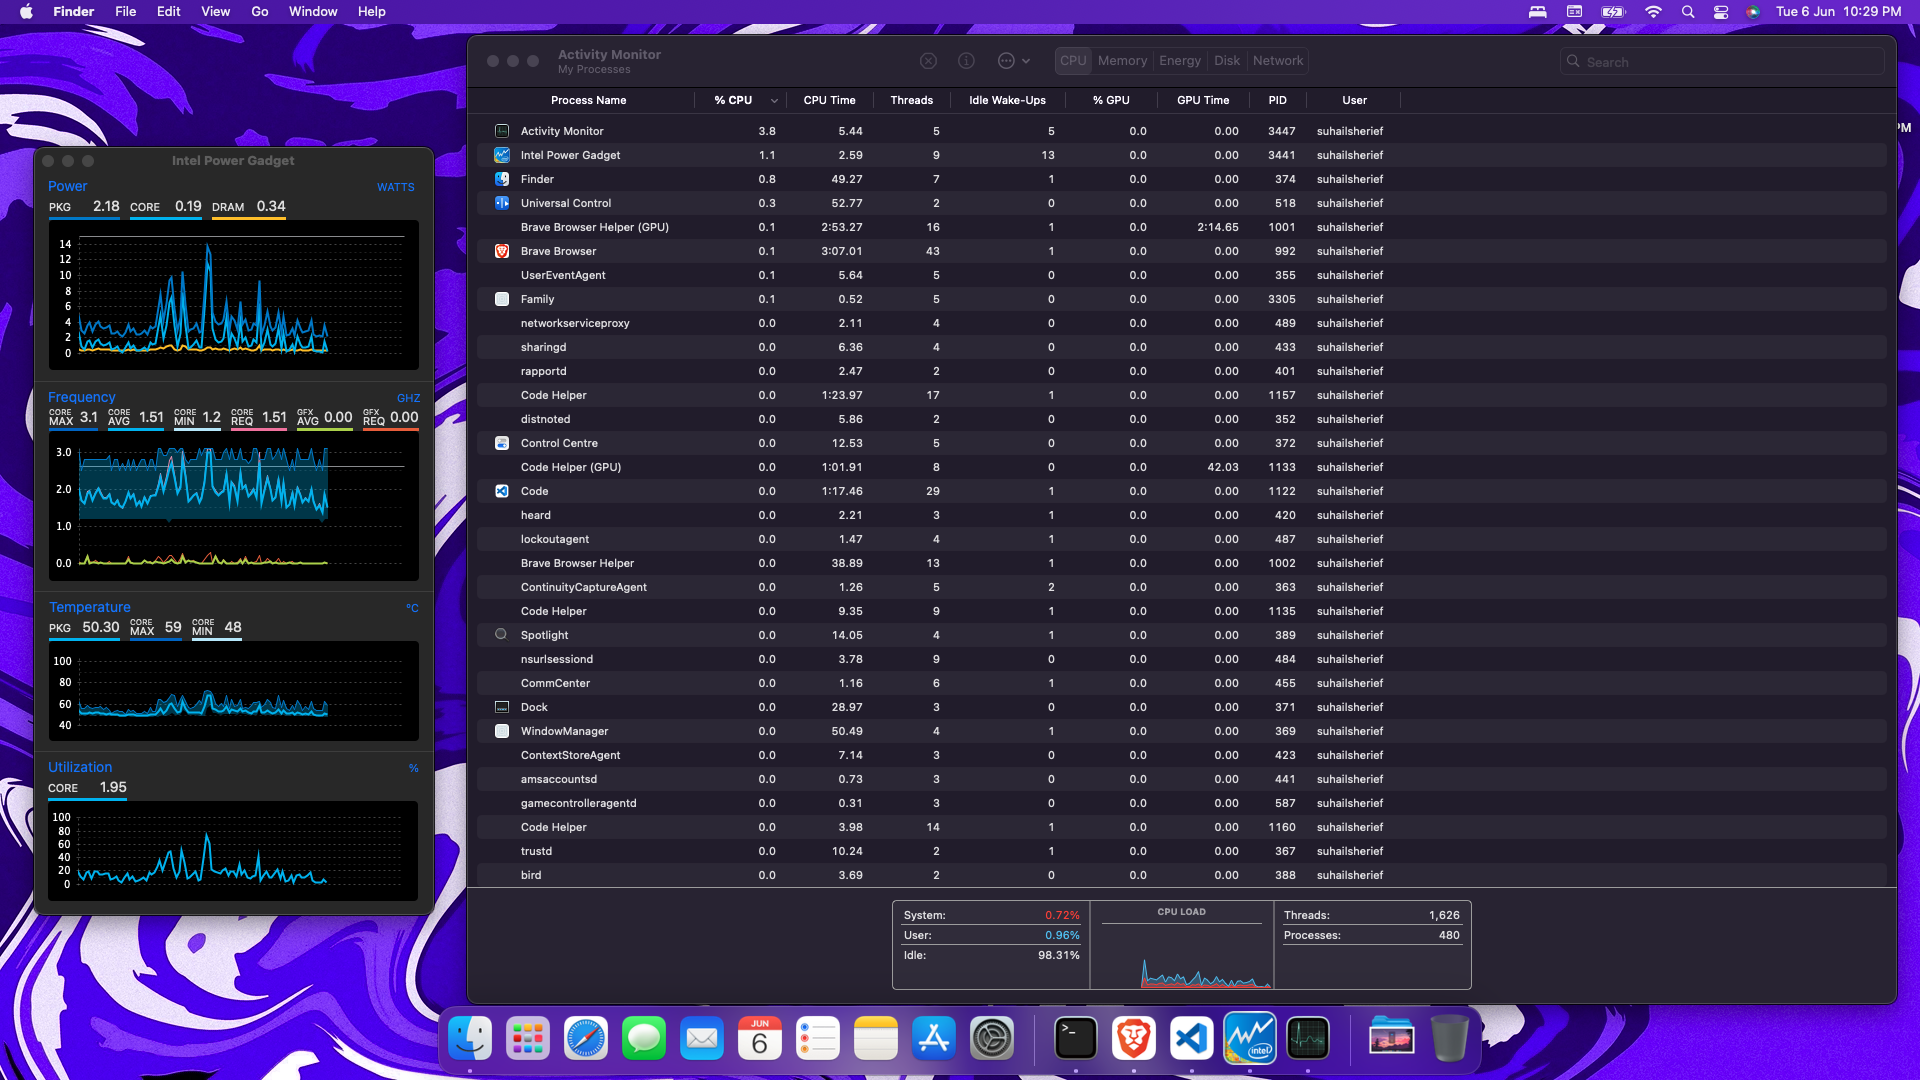 Finder File Edit View Go Window Help Tue 6 Jun 10:29 PM
PM
Intel Power Gadget
Power WATTS
PKG 2.18 CORE 0.19 DRAM 0.34
14
12
10
8
6
4
2
0
Frequency GHZ
CORE MAX 3.1 CORE AVG 1.51 CORE MIN 1.2 CORE REQ 1.51 GFX AVG 0.00 GFX REQ 0.00
3.0
2.0
1.0
0.0
Temperature °C
PKG 50.30 CORE MAX 59 CORE MIN 48
100
80
60
40
Utilization %
CORE 1.95
100
80
60
40
20
0
Activity Monitor
My Processes
CPU Memory Energy Disk Network
Search
Process Name % CPU CPU Time Threads Idle Wake-Ups % GPU GPU Time PID User
Activity Monitor 3.8 5.44 5 5 0.0 0.00 3447 suhailsherief
Intel Power Gadget 1.1 2.59 9 13 0.0 0.00 3441 suhailsherief
Finder 0.8 49.27 7 1 0.0 0.00 374 suhailsherief
Universal Control 0.3 52.77 2 0 0.0 0.00 518 suhailsherief
Brave Browser Helper (GPU) 0.1 2:53.27 16 1 0.0 2:14.65 1001 suhailsherief
Brave Browser 0.1 3:07.01 43 1 0.0 0.00 992 suhailsherief
UserEventAgent 0.1 5.64 5 0 0.0 0.00 355 suhailsherief
Family 0.1 0.52 5 0 0.0 0.00 3305 suhailsherief
networkserviceproxy 0.0 2.11 4 0 0.0 0.00 489 suhailsherief
sharingd 0.0 6.36 4 0 0.0 0.00 433 suhailsherief
rapportd 0.0 2.47 2 0 0.0 0.00 401 suhailsherief
Code Helper 0.0 1:23.97 17 1 0.0 0.00 1157 suhailsherief
distnoted 0.0 5.86 2 0 0.0 0.00 352 suhailsherief
Control Centre 0.0 12.53 5 0 0.0 0.00 372 suhailsherief
Code Helper (GPU) 0.0 1:01.91 8 0 0.0 42.03 1133 suhailsherief
Code 0.0 1:17.46 29 1 0.0 0.00 1122 suhailsherief
heard 0.0 2.21 3 1 0.0 0.00 420 suhailsherief
lockoutagent 0.0 1.47 4 1 0.0 0.00 487 suhailsherief
Brave Browser Helper 0.0 38.89 13 1 0.0 0.00 1002 suhailsherief
ContinuityCaptureAgent 0.0 1.26 5 2 0.0 0.00 363 suhailsherief
Code Helper 0.0 9.35 9 1 0.0 0.00 1135 suhailsherief
Spotlight 0.0 14.05 4 1 0.0 0.00 389 suhailsherief
nsurlsessiond 0.0 3.78 9 0 0.0 0.00 484 suhailsherief
CommCenter 0.0 1.16 6 1 0.0 0.00 455 suhailsherief
Dock 0.0 28.97 3 0 0.0 0.00 371 suhailsherief
WindowManager 0.0 50.49 4 1 0.0 0.00 369 suhailsherief
ContextStoreAgent 0.0 7.14 3 0 0.0 0.00 423 suhailsherief
amsaccountsd 0.0 0.73 3 0 0.0 0.00 441 suhailsherief
gamecontrolleragentd 0.0 0.31 3 0 0.0 0.00 587 suhailsherief
Code Helper 0.0 3.98 14 1 0.0 0.00 1160 suhailsherief
trustd 0.0 10.24 2 1 0.0 0.00 367 suhailsherief
bird 0.0 3.69 2 0 0.0 0.00 388 suhailsherief
System: 0.72% CPU LOAD Threads: 1,626
User: 0.96% Processes: 480
Idle: 98.31%
JUN
6
intel